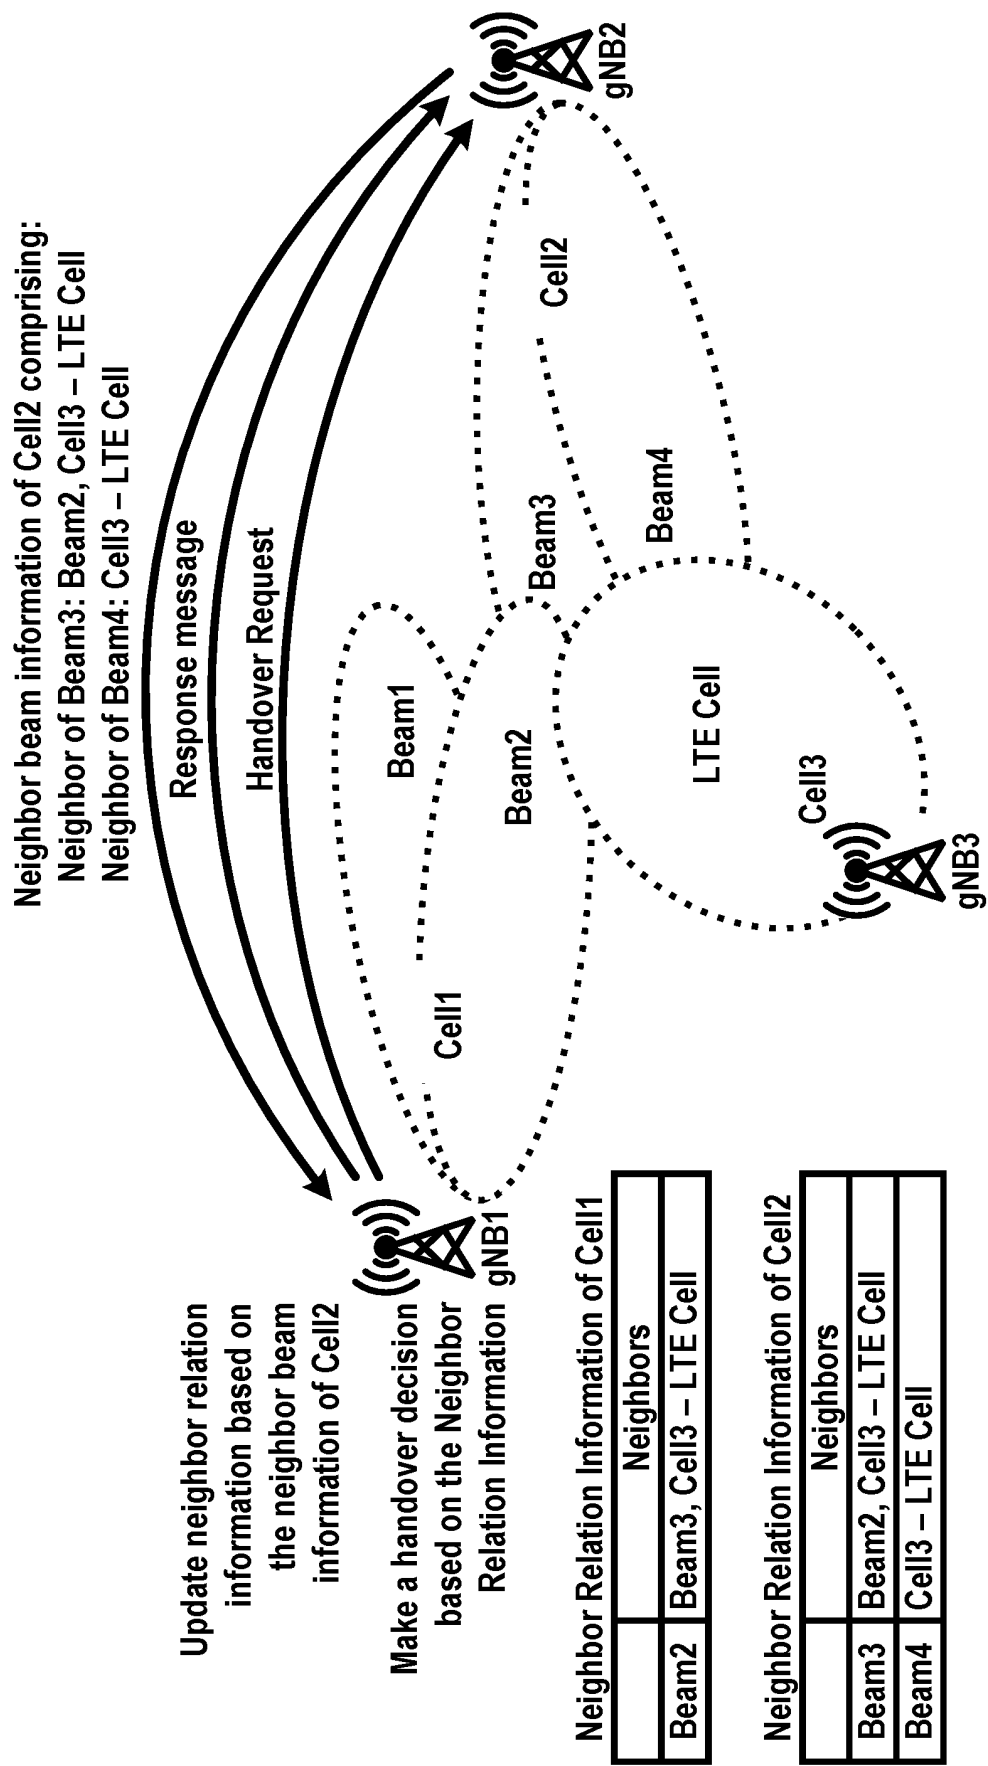 Neighbor beam information of Cell2 comprising:
Neighbor of Beam3: Beam2, Cell3 – LTE Cell
Neighbor of Beam4: Cell3 – LTE Cell
Response message
Handover Request
Update neighbor relation
information based on
the neighbor beam
information of Cell2
Make a handover decision
based on the Neighbor
Relation Information
gNB1
Cell1
Beam1
Beam2
Beam3
Beam4
Cell2
gNB2
LTE Cell
Cell3
gNB3
Neighbor Relation Information of Cell1
Neighbors
Beam2 Beam3, Cell3 – LTE Cell
Neighbor Relation Information of Cell2
Neighbors
Beam3 Beam2, Cell3 – LTE Cell
Beam4 Cell3 – LTE Cell